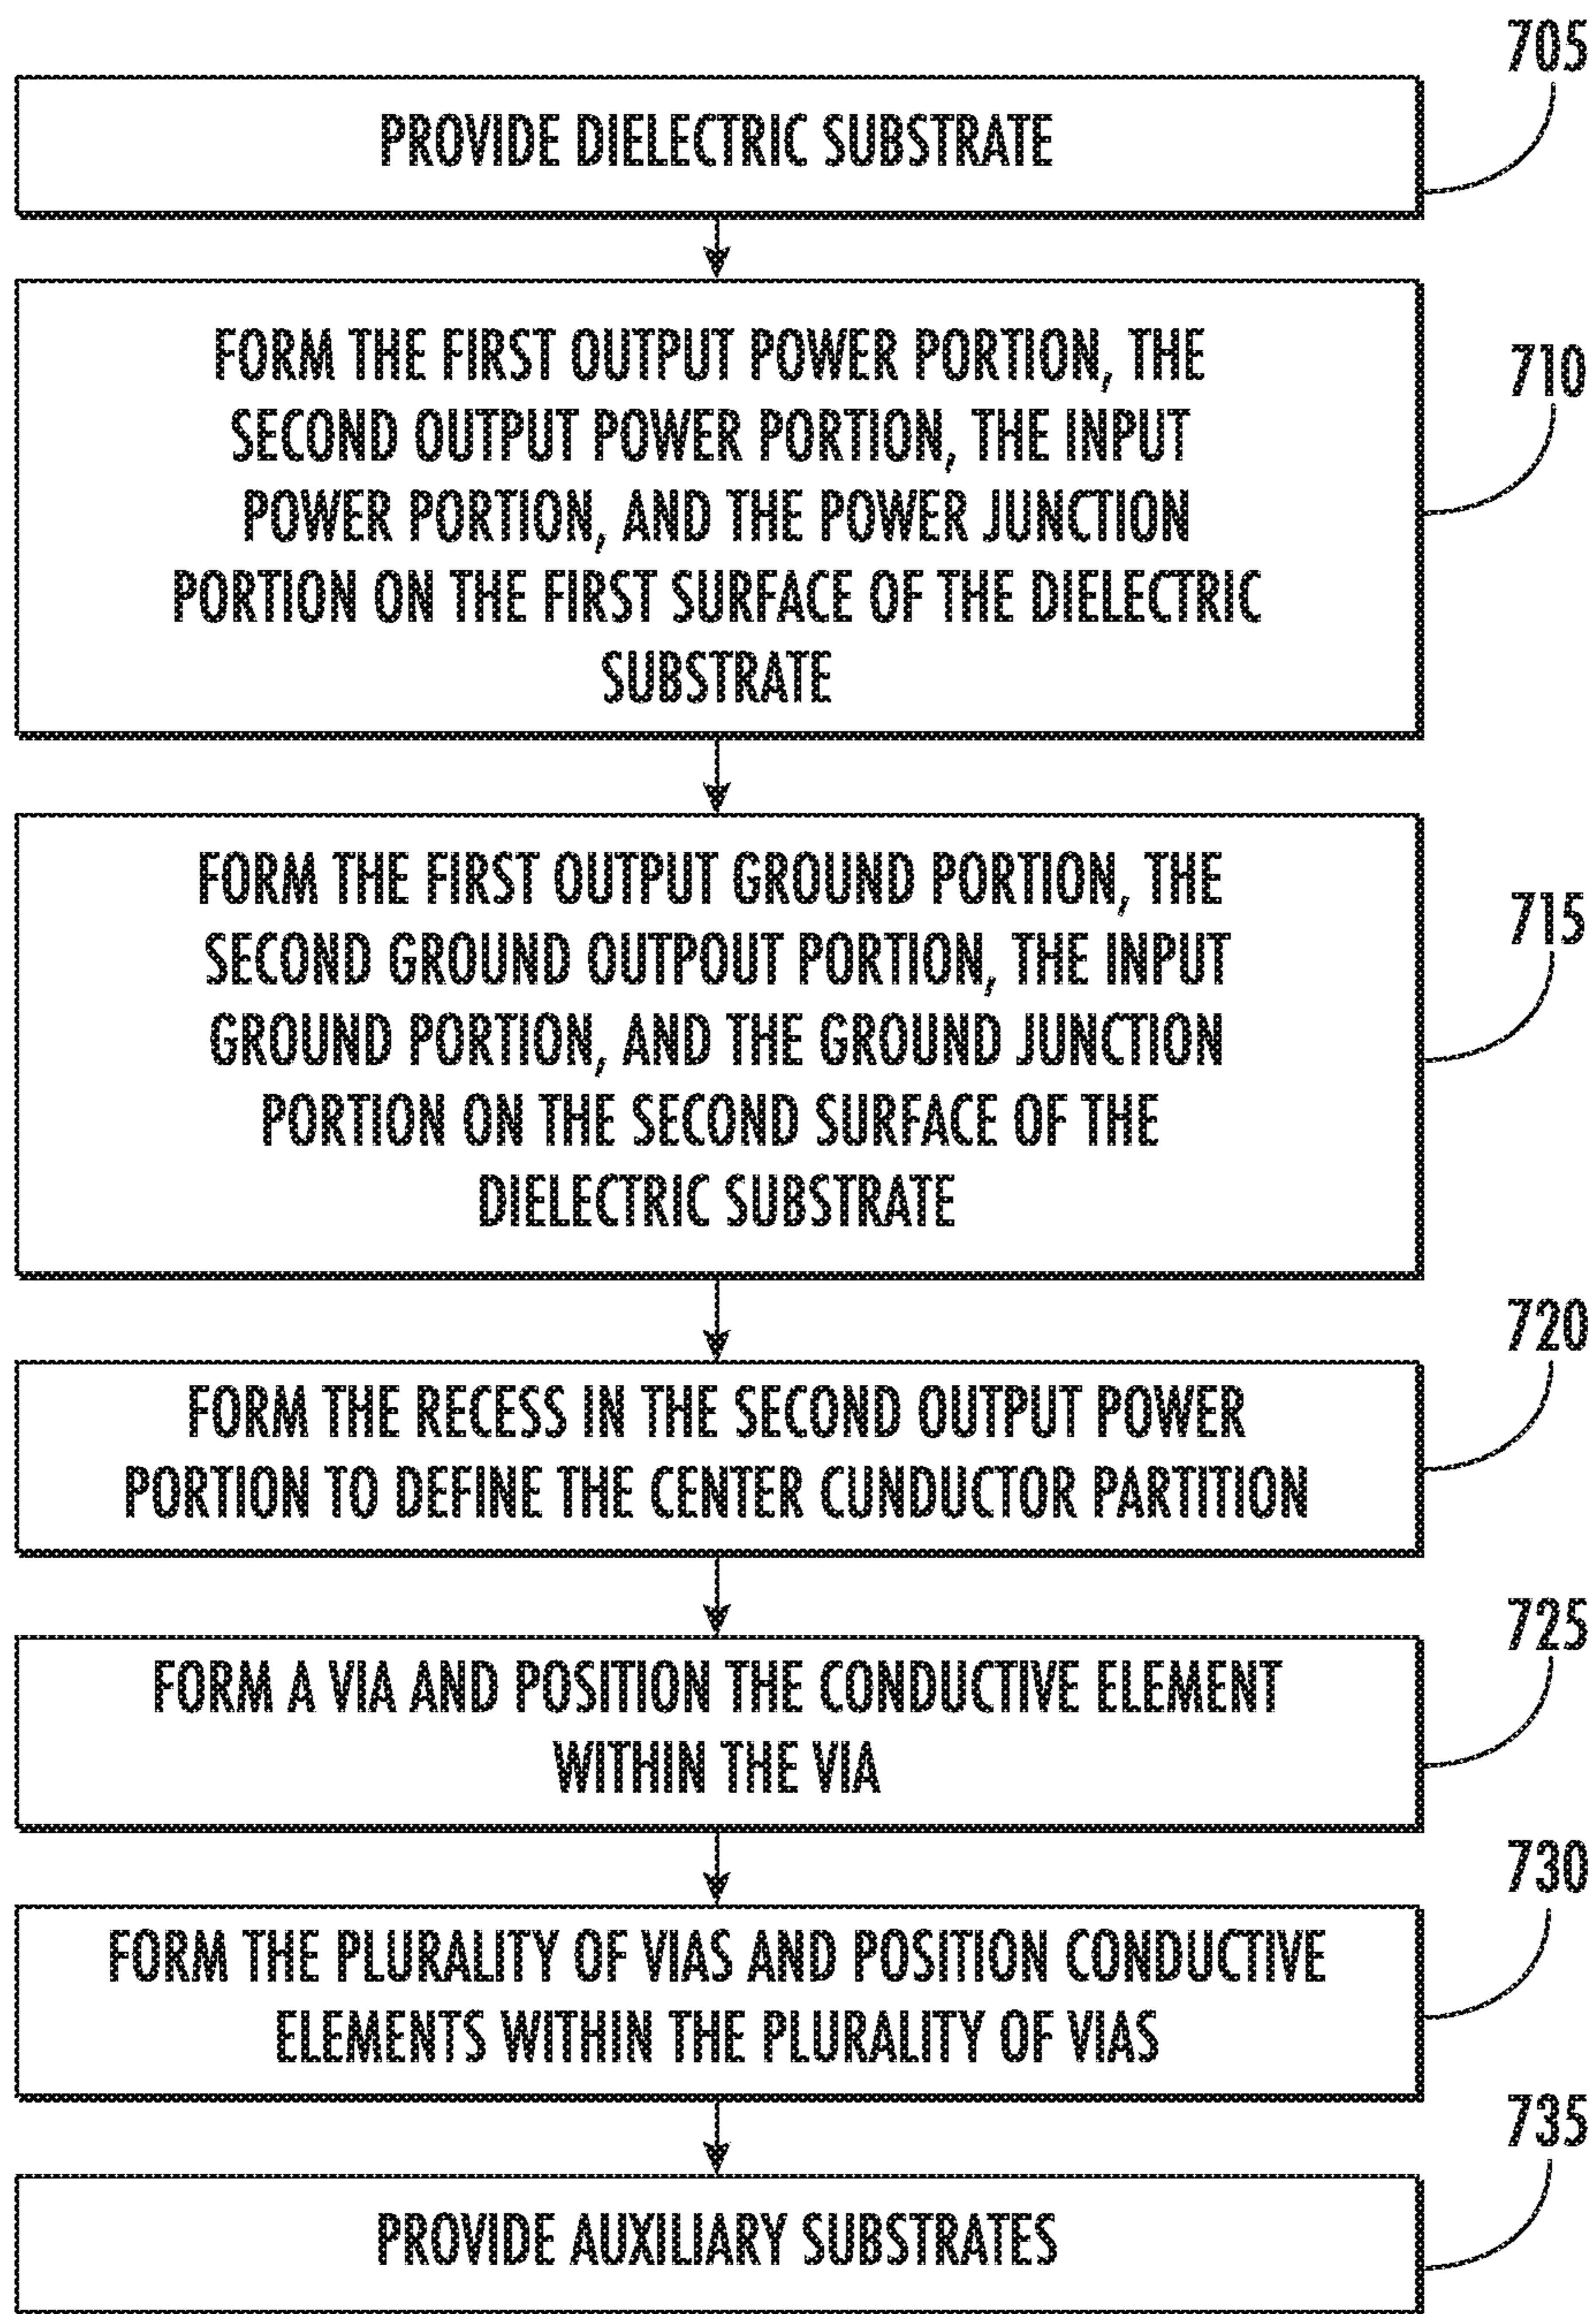 705
PROVIDE DIELECTRIC SUBSTRATE
710
FORM THE FIRST OUTPUT POWER PORTION, THE
SECOND OUTPUT POWER PORTION, THE INPUT
POWER PORTION, AND THE POWER JUNCTION
PORTION ON THE FIRST SURFACE OF THE DIELECTRIC
SUBSTRATE
715
FORM THE FIRST OUTPUT GROUND PORTION, THE
SECOND GROUND OUTPOUT PORTION, THE INPUT
GROUND PORTION, AND THE GROUND JUNCTION
PORTION ON THE SECOND SURFACE OF THE
DIELECTRIC SUBSTRATE
720
FORM THE RECESS IN THE SECOND OUTPUT POWER
PORTION TO DEFINE THE CENTER CUNDUCTOR PARTITION
725
FORM A VIA AND POSITION THE CONDUCTIVE ELEMENT
WITHIN THE VIA
730
FORM THE PLURALITY OF VIAS AND POSITION CONDUCTIVE
ELEMENTS WITHIN THE PLURALITY OF VIAS
735
PROVIDE AUXILIARY SUBSTRATES